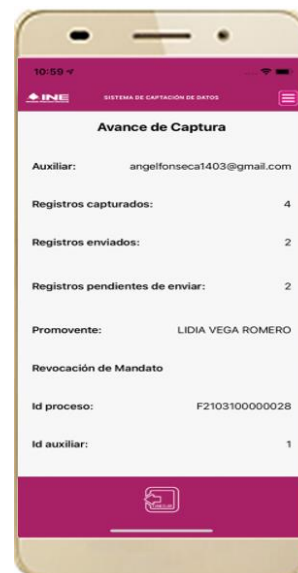 10:59
INE
SISTEMA DE CAPTACIÓN DE DATOS
Avance de Captura
Auxiliar: angelfonseca1403@gmail.com
Registros capturados: 4
Registros enviados: 2
Registros pendientes de enviar: 2
Promovente: LIDIA VEGA ROMERO
Revocación de Mandato
Id proceso: F2103100000028
Id auxiliar: 1